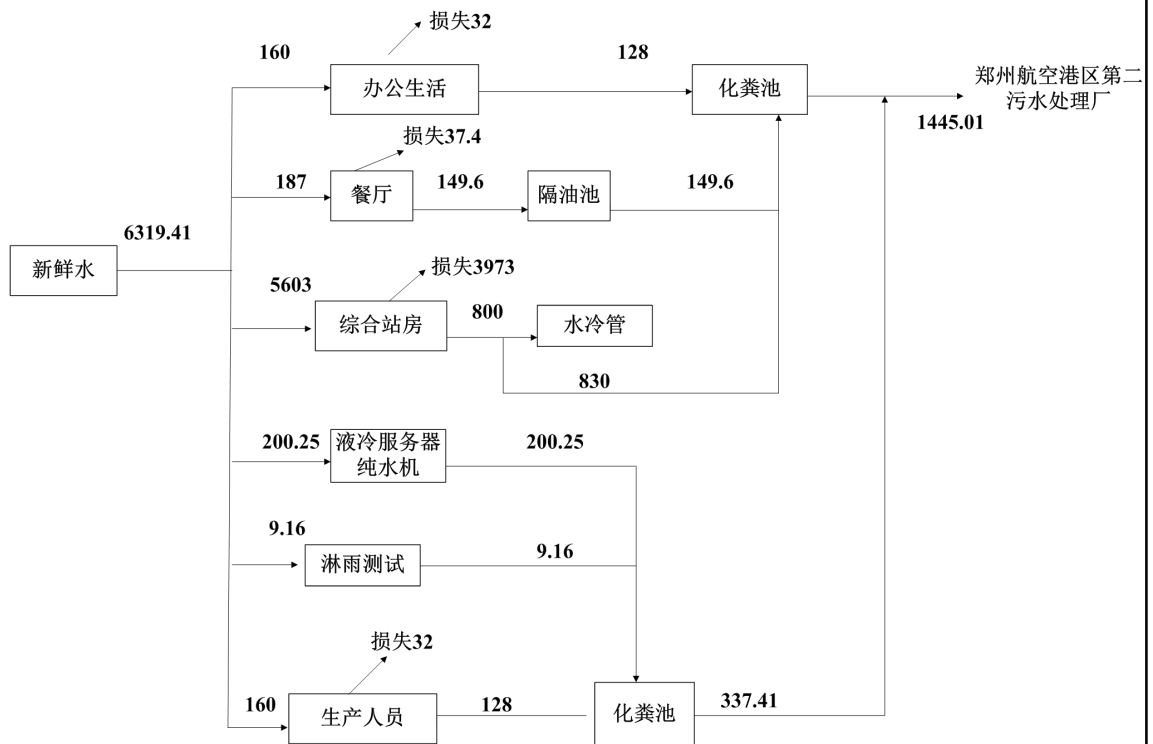 损失32
160
128
办公生活
化粪池
郑州航空港区第二
污水处理厂
1445.01
损失37.4
187
149.6
149.6
餐厅
隔油池
6319.41
新鲜水
损失3973
5603
800
综合站房
水冷管
830
200.25
200.25
液冷服务器
纯水机
9.16
9.16
淋雨测试
损失32
160
128
337.41
生产人员
化粪池